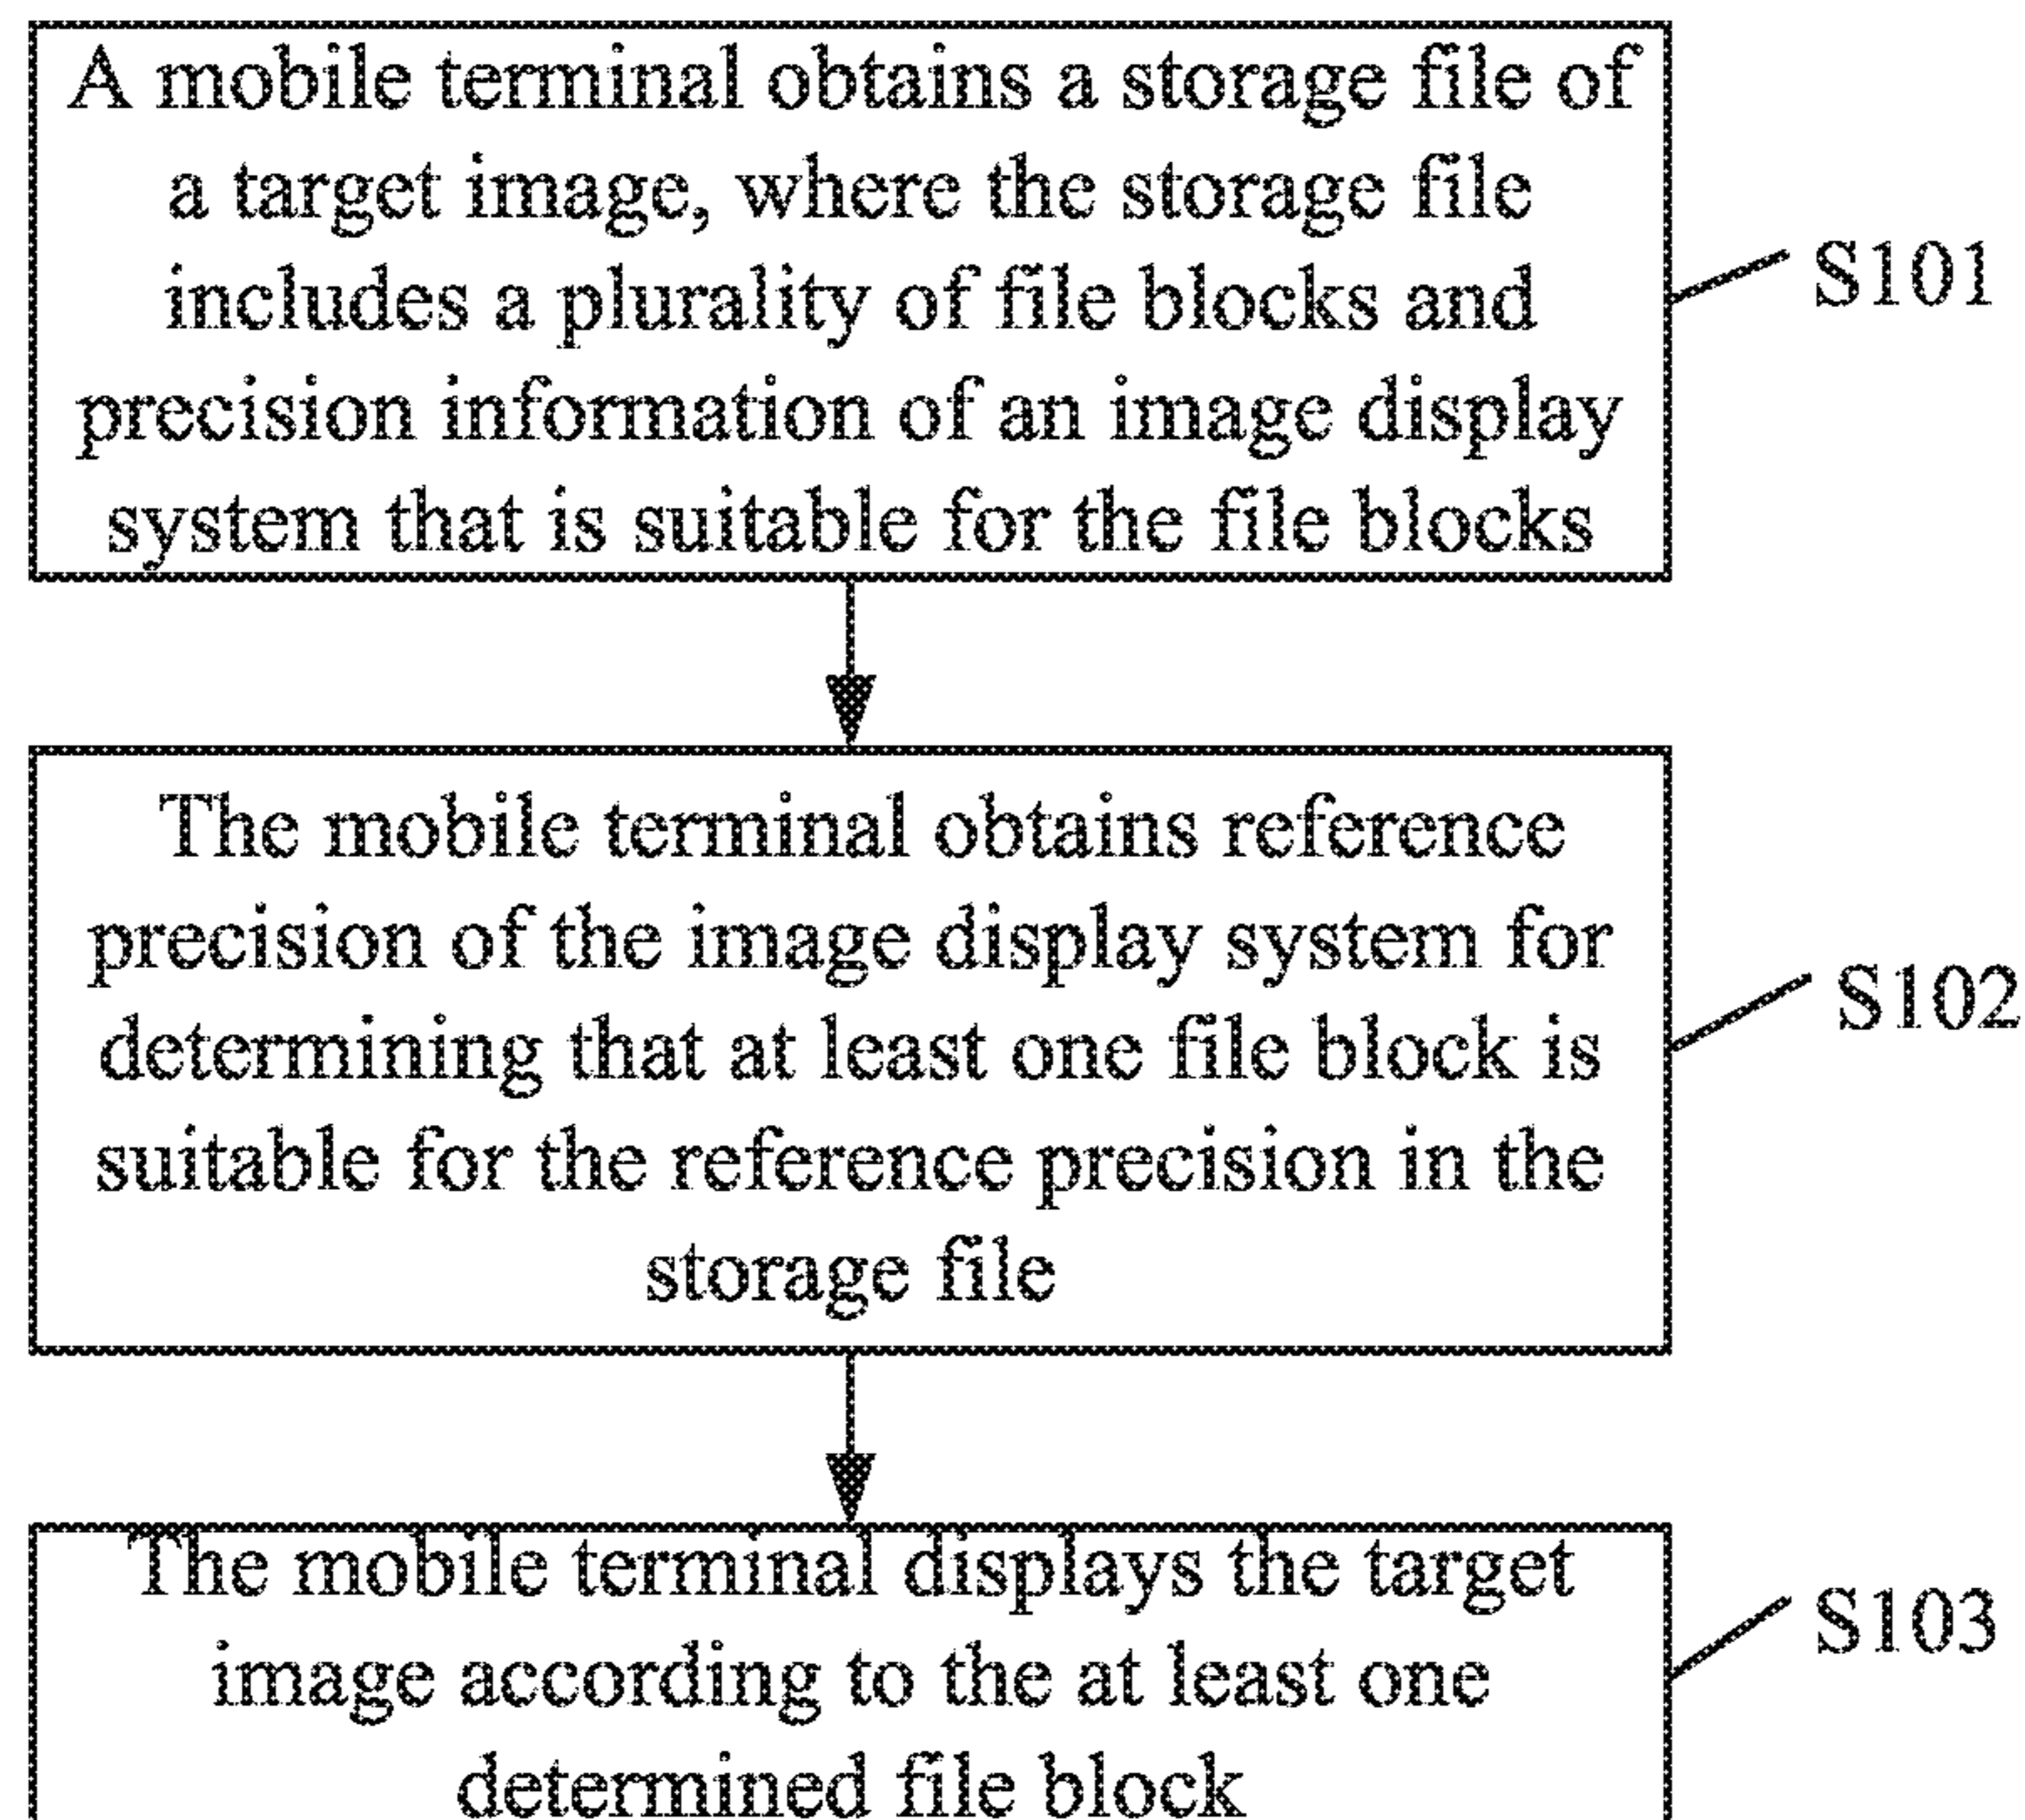 A mobile terminal obtains a storage file of
a target image, where the storage file
includes a plurality of file blocks and
precision information of an image display
system that is suitable for the file blocks
S101
The mobile terminal obtains reference
precision of the image display system for
determining that at least one file block is
suitable for the reference precision in the
storage file
S102
The mobile terminal displays the target
image according to the at least one
determined file block
S103